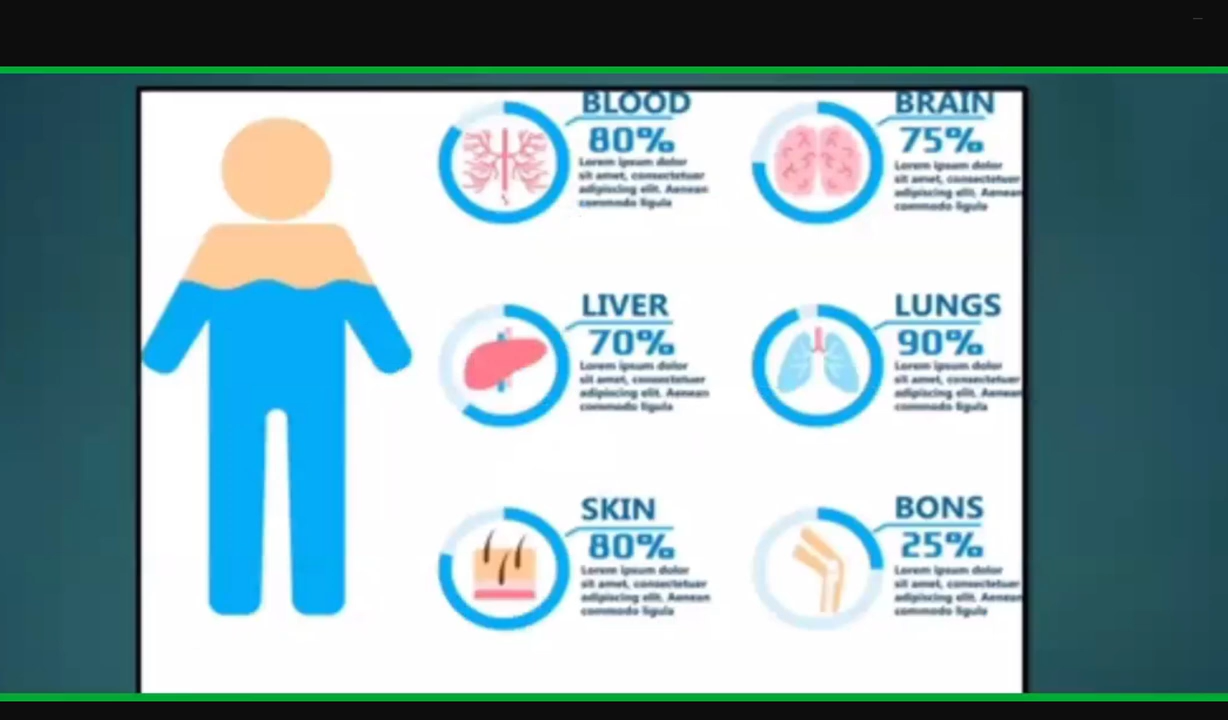 BLOOD
80%
Lorem ipsum dolor
sit amet, consectetuer
adipiscing elit. Aenean
commodo ligula
BRAIN
75%
Lorem ipsum dolor
sit amet, consectetuer
adipiscing elit. Aenean
commodo ligula
LIVER
70%
Lorem ipsum dolor
sit amet, consectetuer
adipiscing elit. Aenean
commodo ligula
LUNGS
90%
Lorem ipsum dolor
sit amet, consectetuer
adipiscing elit. Aenean
commodo ligula
SKIN
80%
Lorem ipsum dolor
sit amet, consectetuer
adipiscing elit. Aenean
commodo ligula
BONS
25%
Lorem ipsum dolor
sit amet, consectetuer
adipiscing elit. Aenean
commodo ligula